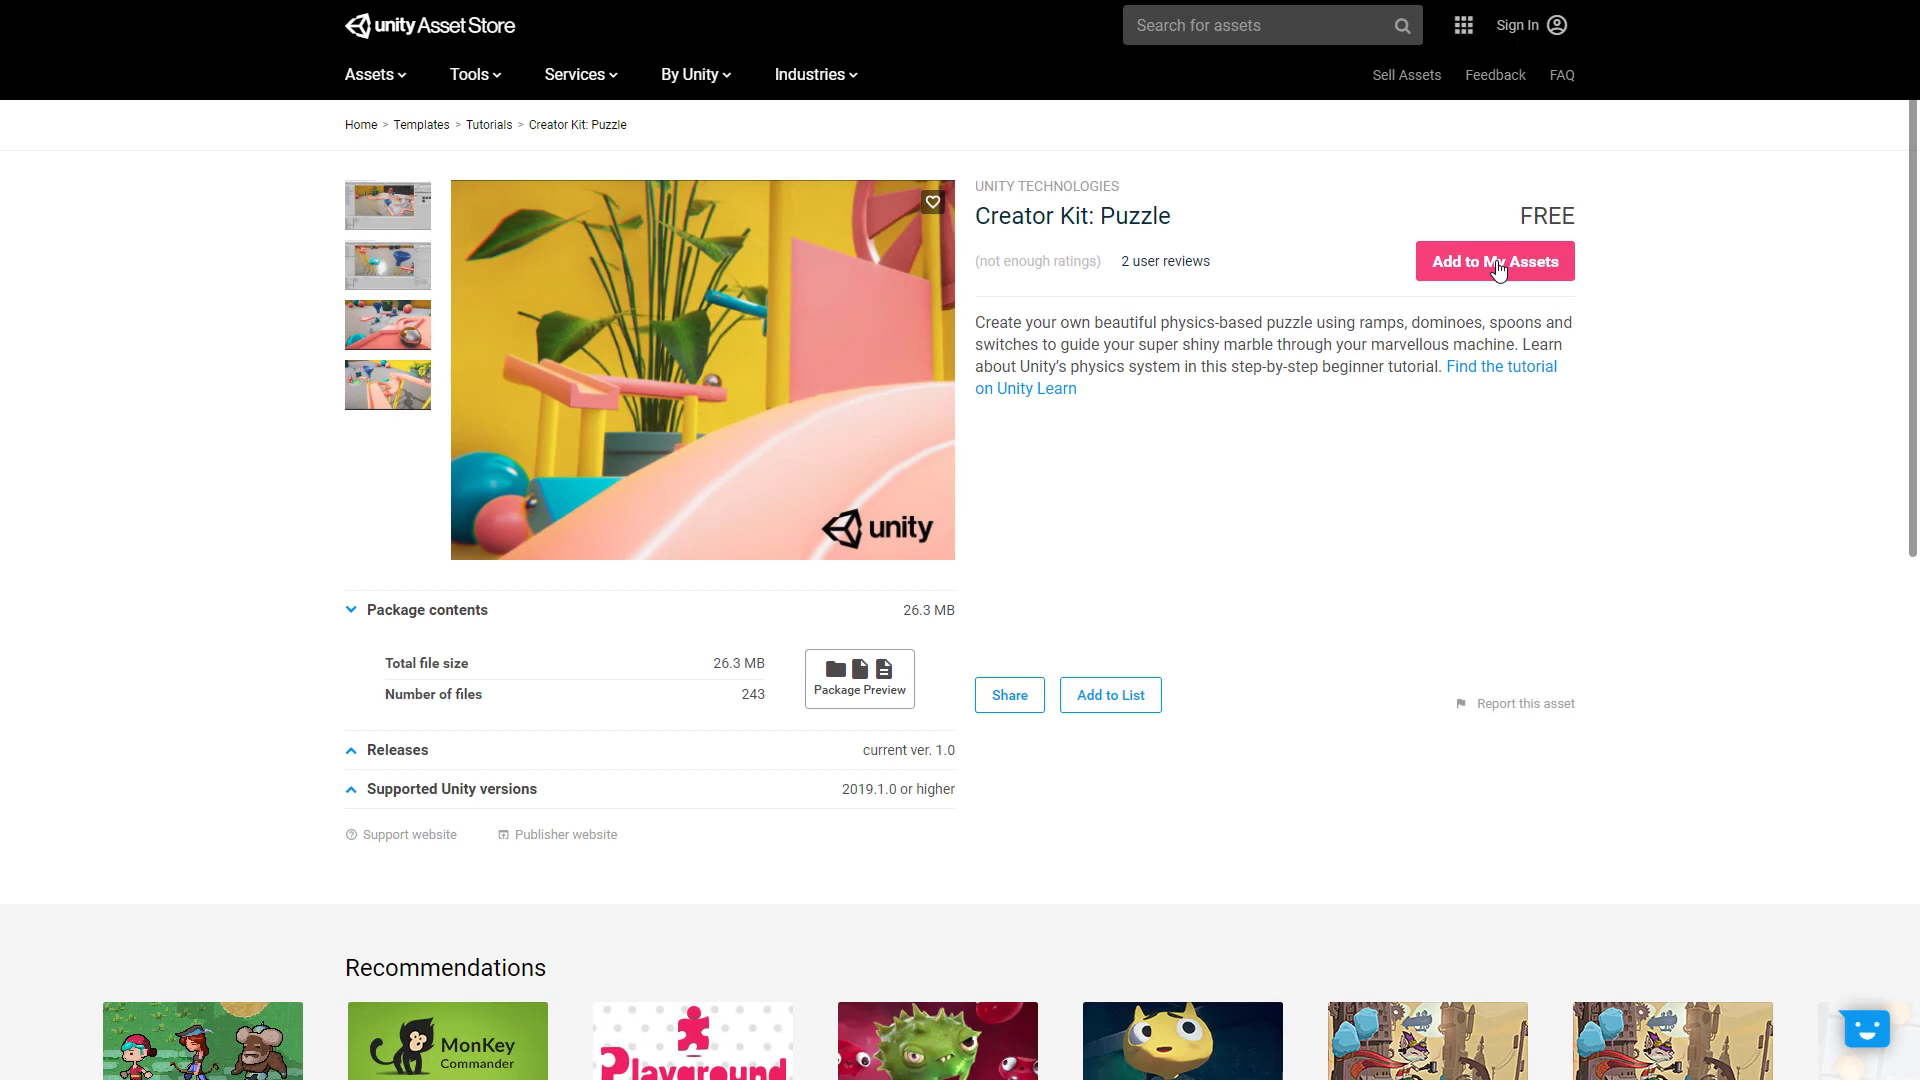 unity Asset Store
Search for assets
Sign In
Assets
Tools
Services
By Unity
Industries
Sell Assets
Feedback
FAQ
Home > Templates > Tutorials > Creator Kit: Puzzle
unity
UNITY TECHNOLOGIES
Creator Kit: Puzzle
FREE
(not enough ratings)
2 user reviews
Add to My Assets
Create your own beautiful physics-based puzzle using ramps, dominoes, spoons and
switches to guide your super shiny marble through your marvellous machine. Learn
about Unity's physics system in this step-by-step beginner tutorial. Find the tutorial
on Unity Learn
Package contents
26.3 MB
Total file size
26.3 MB
Number of files
243
Package Preview
Share
Add to List
Report this asset
Releases
current ver. 1.0
Supported Unity versions
2019.1.0 or higher
Support website
Publisher website
Recommendations
MonKey
Commander
Playground